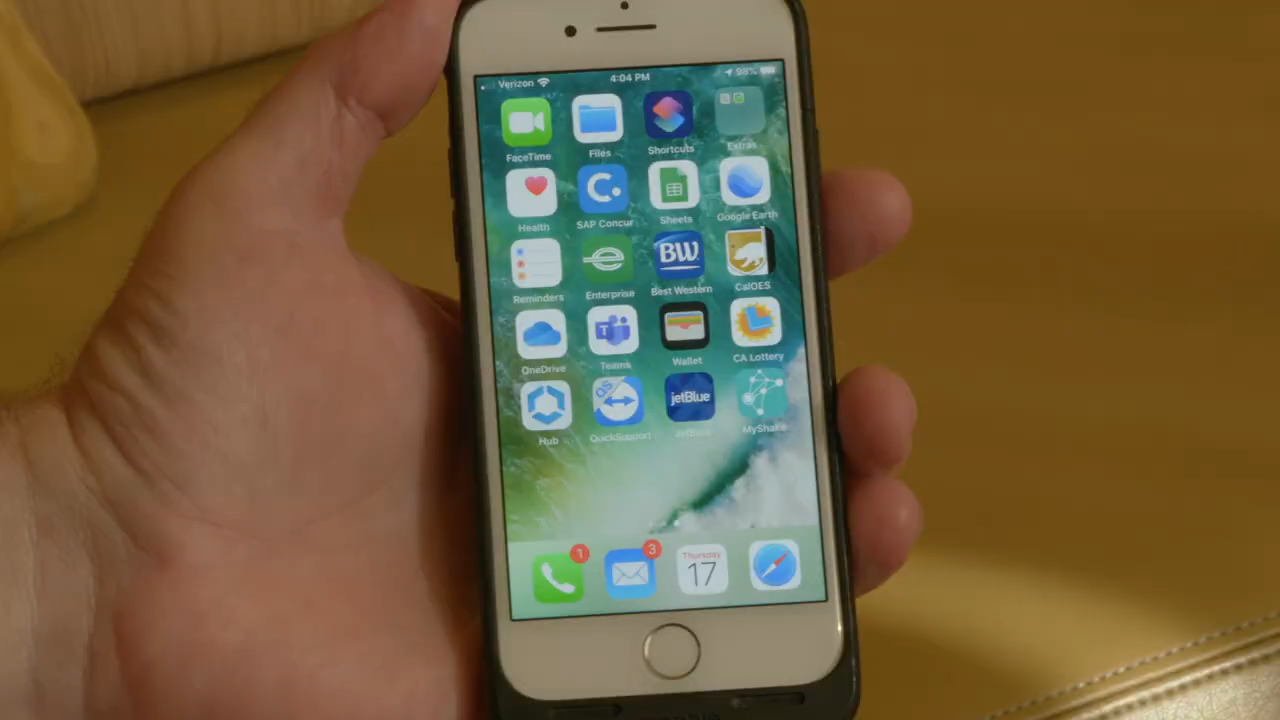 Verizon 4:04 PM 98%
FaceTime Files Shortcuts Extras
Health SAP Concur Sheets Google Earth
BW
Reminders Enterprise Best Western CalOES
T
OneDrive Teams Wallet CA Lottery
QS jetBlue
Hub QuickSupport JetBlue MyShake
1 3 Thursday
17